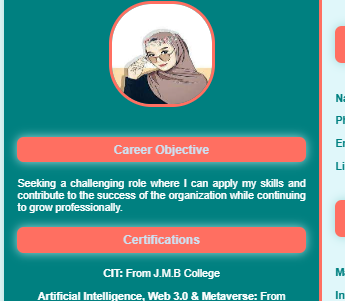 Career Objective
Seeking a challenging role where I can apply my skills and
contribute to the success of the organization while continuing
to grow professionally.
Certifications
CIT: From J.M.B College
Artificial Intelligence, Web 3.0 & Metaverse: From
Na
Ph
Em
Li
Ma
In